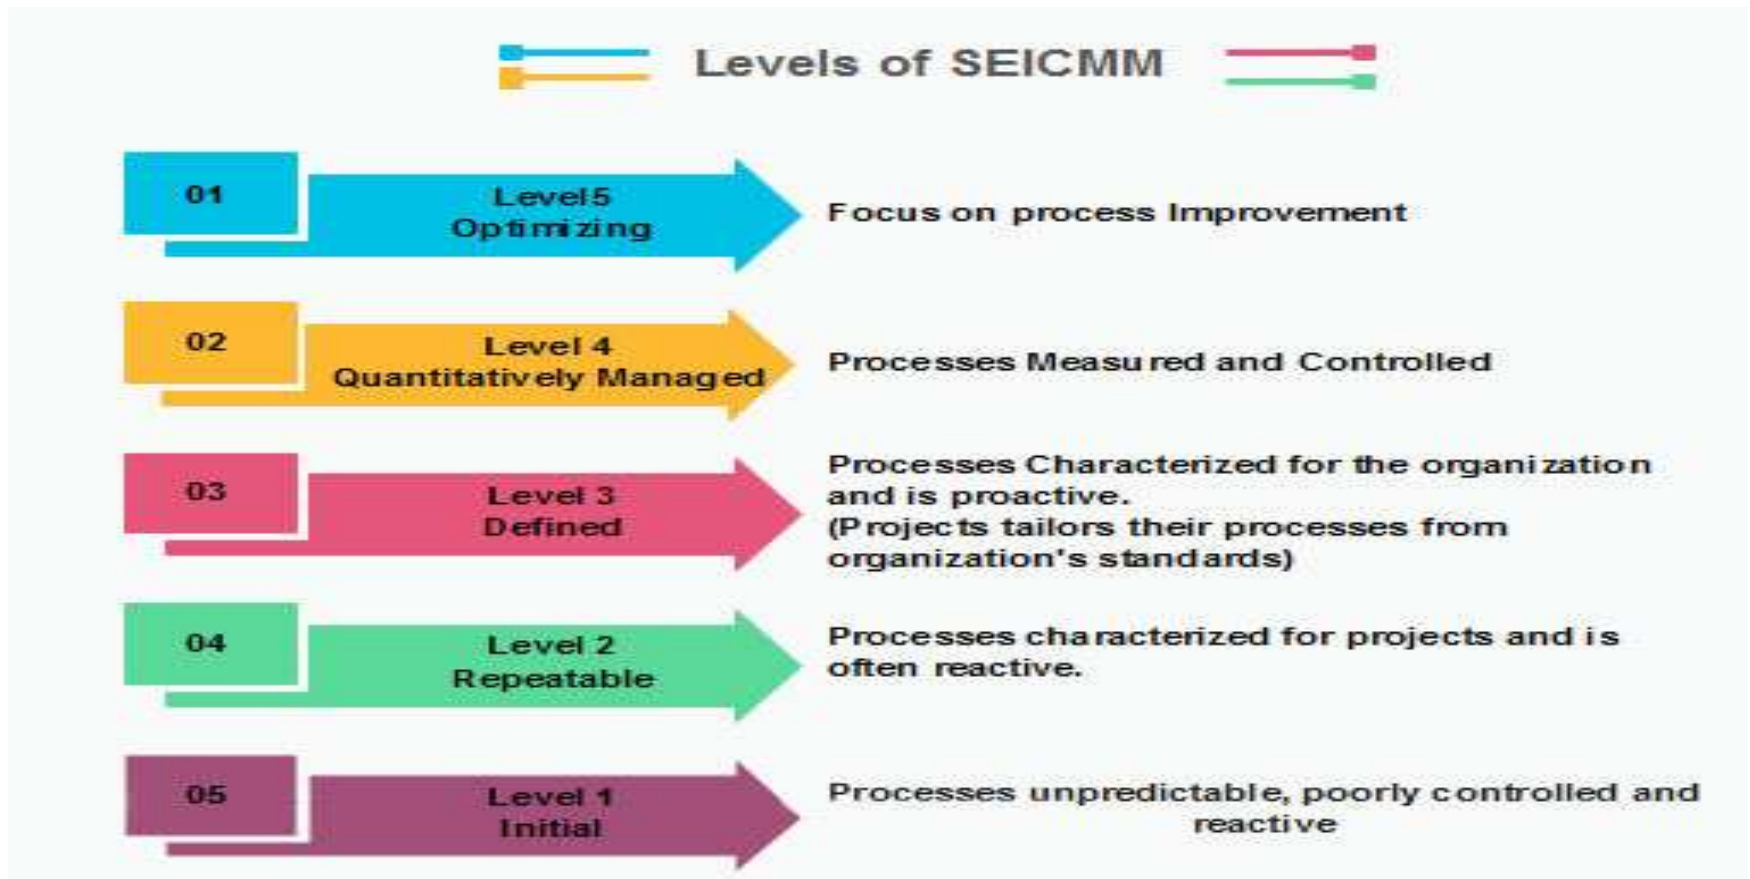 Levels of SEICMM
01
Level5
Optimizing
Focus on process Improvement
02
Level 4
Quantitatively Managed
Processes Measured and Controlled
03
Level 3
Defined
Processes Characterized for the organization
and is proactive.
(Projects tailors their processes from
organization's standards)
04
Level 2
Repeatable
Processes characterized for projects and is
often reactive.
05
Level 1
Initial
Processes unpredictable, poorly controlled and
reactive